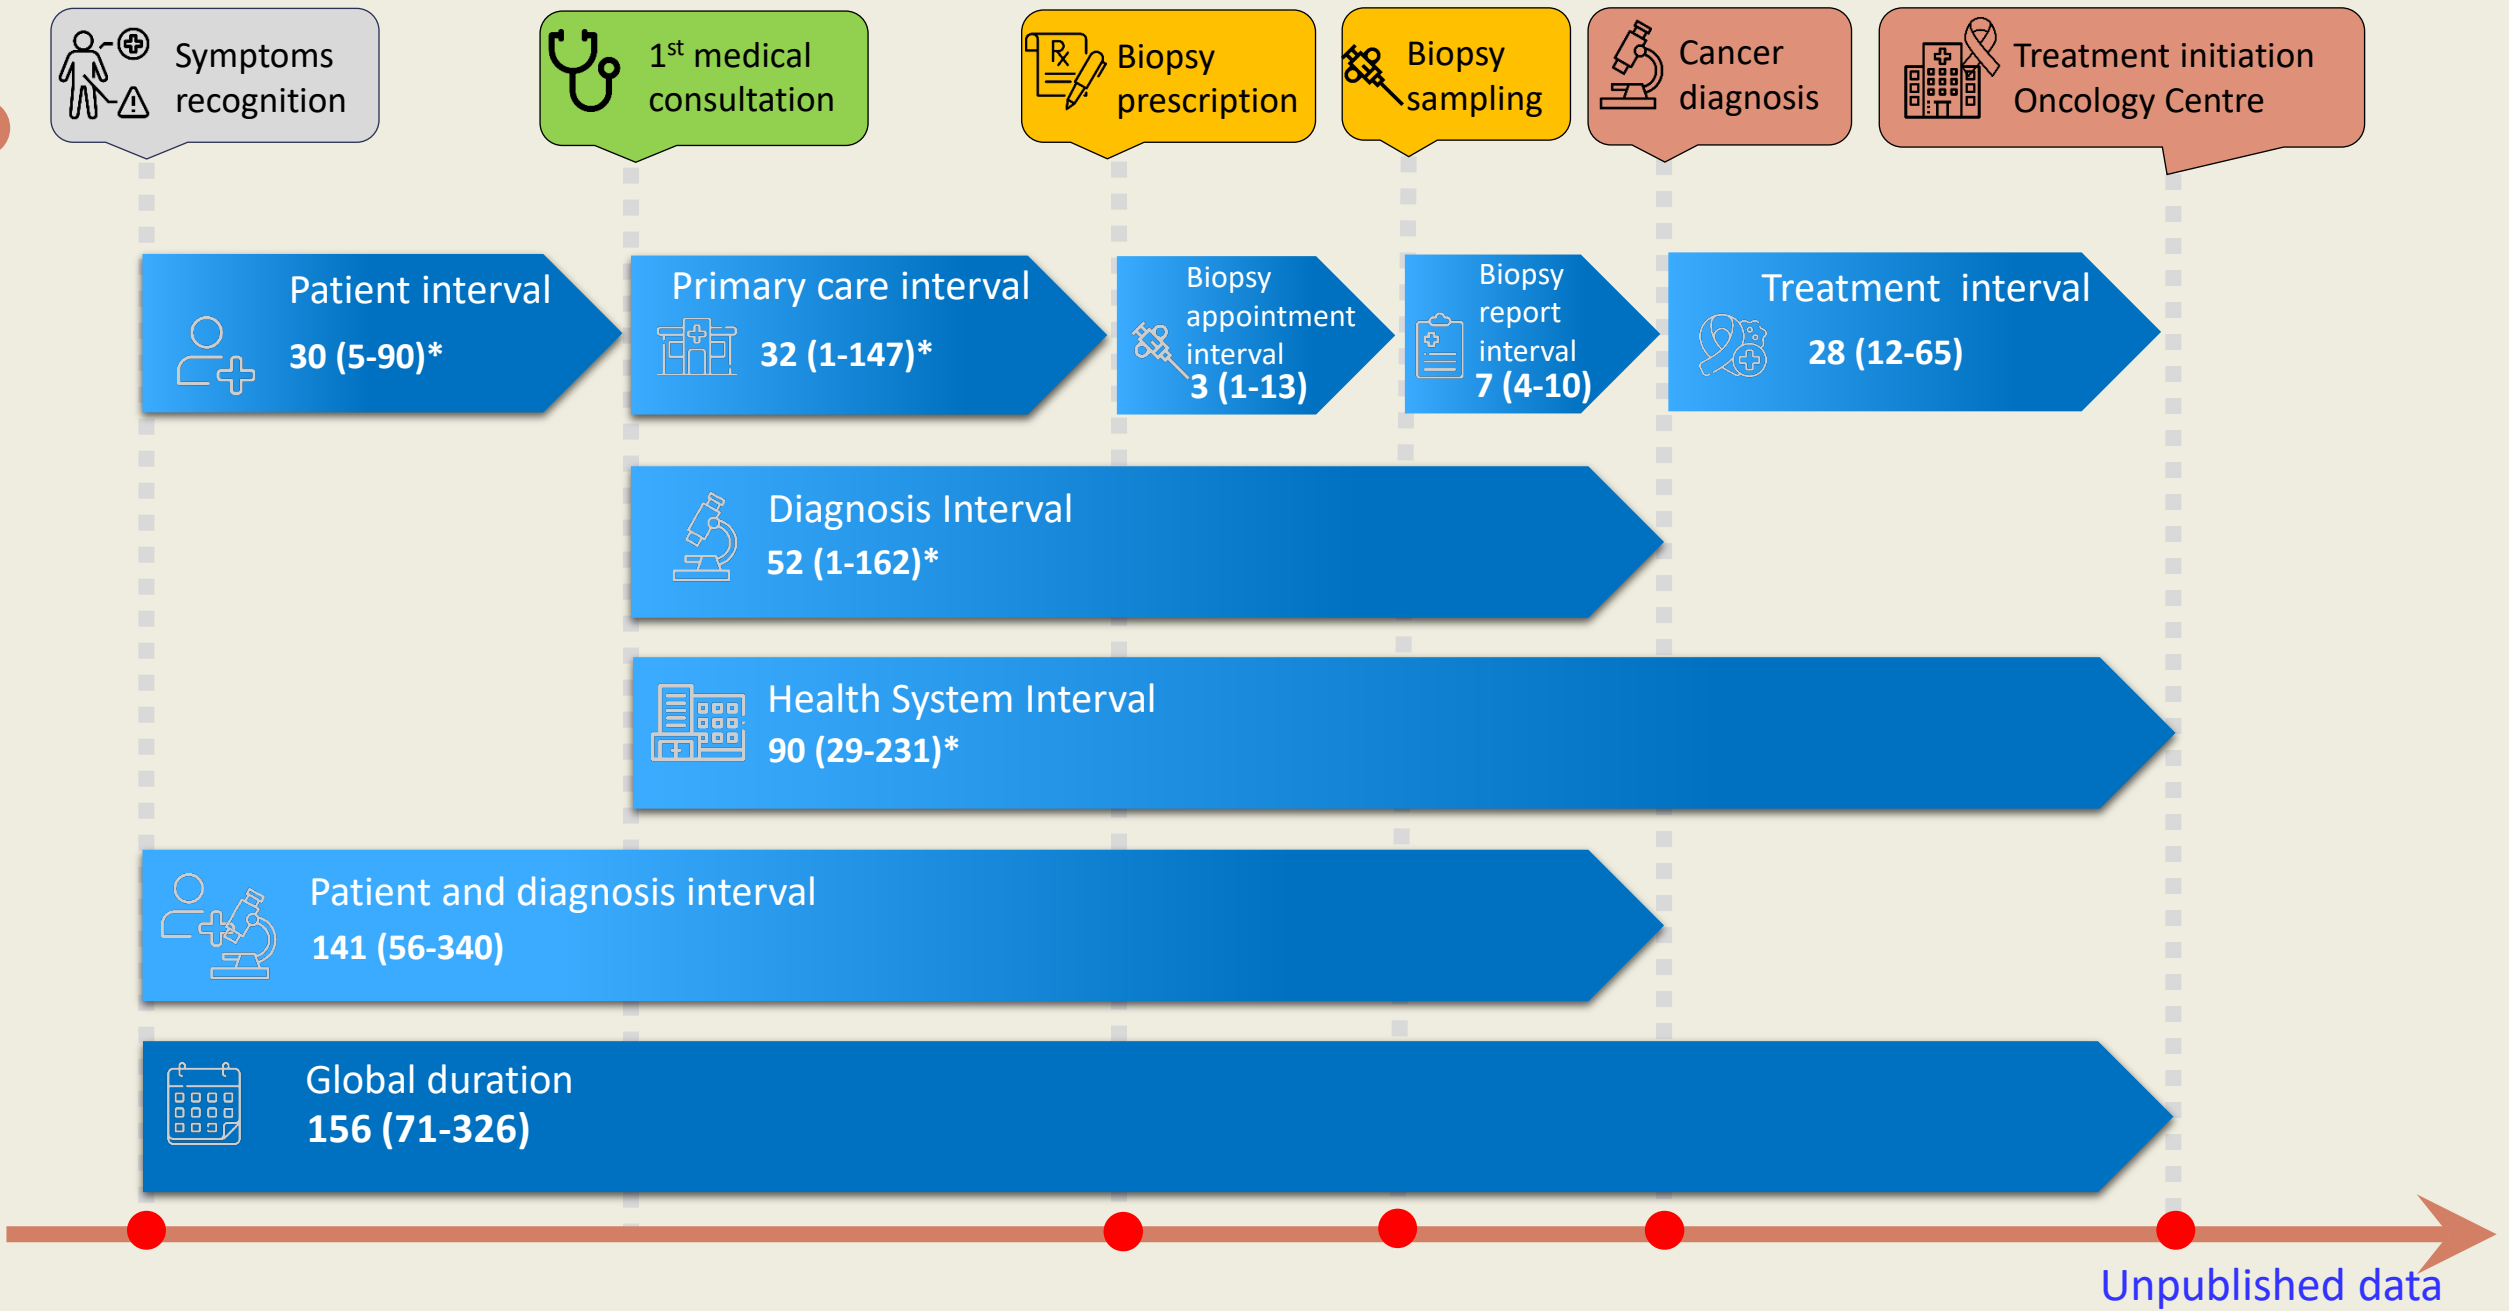 Symptoms
recognition
1st medical
consultation
Biopsy
prescription
Biopsy
sampling
Cancer
diagnosis
Treatment initiation
Oncology Centre
Patient interval
30 (5-90)*
Primary care interval
32 (1-147)*
Biopsy
appointment
interval
3 (1-13)
Biopsy
report
interval
7 (4-10)
Treatment interval
28 (12-65)
Diagnosis Interval
52 (1-162)*
Health System Interval
90 (29-231)*
Patient and diagnosis interval
141 (56-340)
Global duration
156 (71-326)
Unpublished data